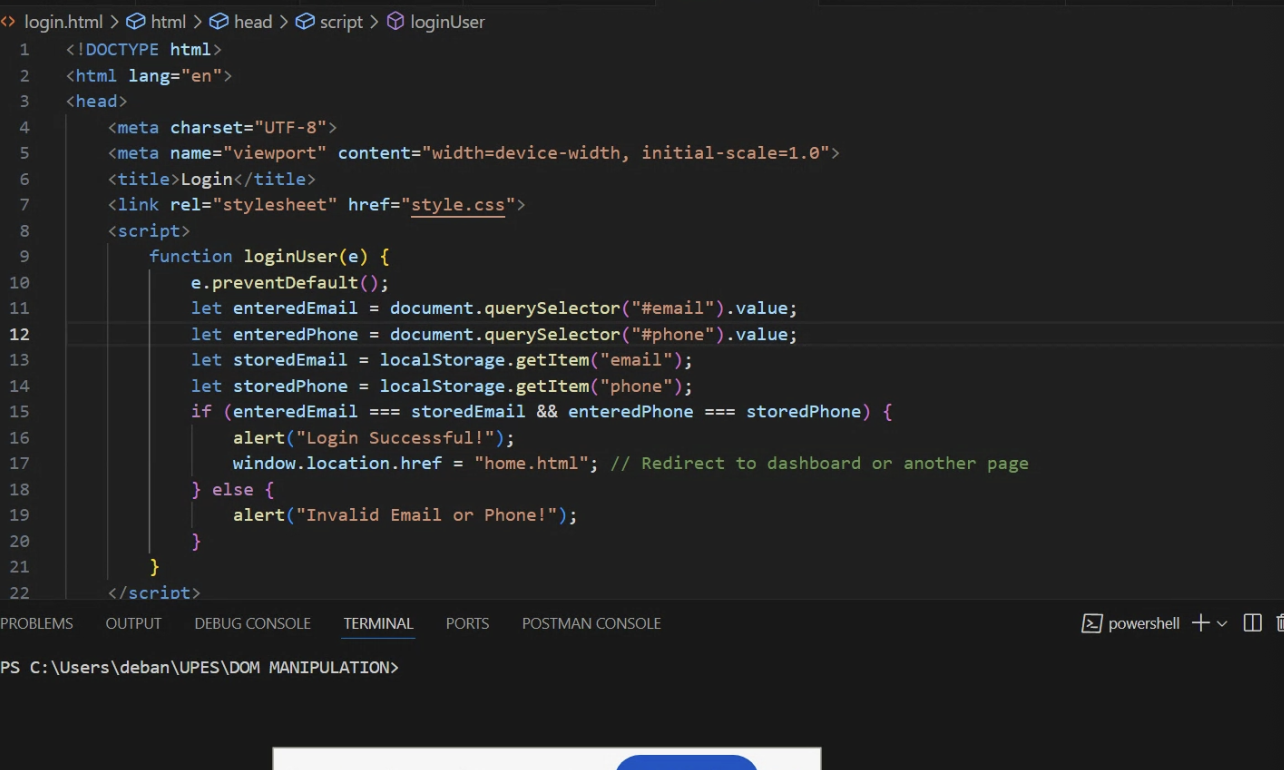 login.html > html > head > script > loginUser
1 <!DOCTYPE html>
2 <html lang="en">
3 <head>
4 <meta charset="UTF-8">
5 <meta name="viewport" content="width=device-width, initial-scale=1.0">
6 <title>Login</title>
7 <link rel="stylesheet" href="style.css">
8 <script>
9 function loginUser(e) {
10 e.preventDefault();
11 let enteredEmail = document.querySelector("#email").value;
12 let enteredPhone = document.querySelector("#phone").value;
13 let storedEmail = localStorage.getItem("email");
14 let storedPhone = localStorage.getItem("phone");
15 if (enteredEmail === storedEmail && enteredPhone === storedPhone) {
16 alert("Login Successful!");
17 window.location.href = "home.html"; // Redirect to dashboard or another page
18 } else {
19 alert("Invalid Email or Phone!");
20 }
21 }
22 </script>
PROBLEMS OUTPUT DEBUG CONSOLE TERMINAL PORTS POSTMAN CONSOLE powershell
PS C:\Users\deban\UPES\DOM MANIPULATION>